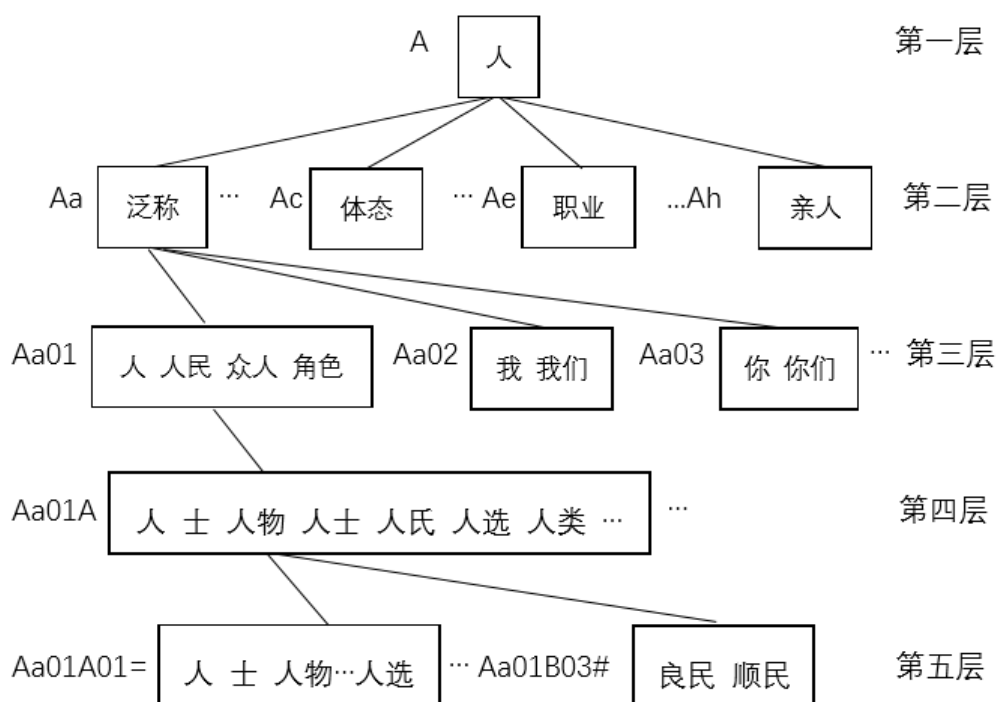 A 人 第一层
Aa 泛称 … Ac 体态 … Ae 职业 ...Ah 亲人 第二层
Aa01 人 人民 众人 角色 Aa02 我 我们 Aa03 你 你们 … 第三层
Aa01A 人 士 人物 人士 人氏 人选 人类 … … 第四层
Aa01A01= 人 士 人物…人选 … Aa01B03# 良民 顺民 第五层